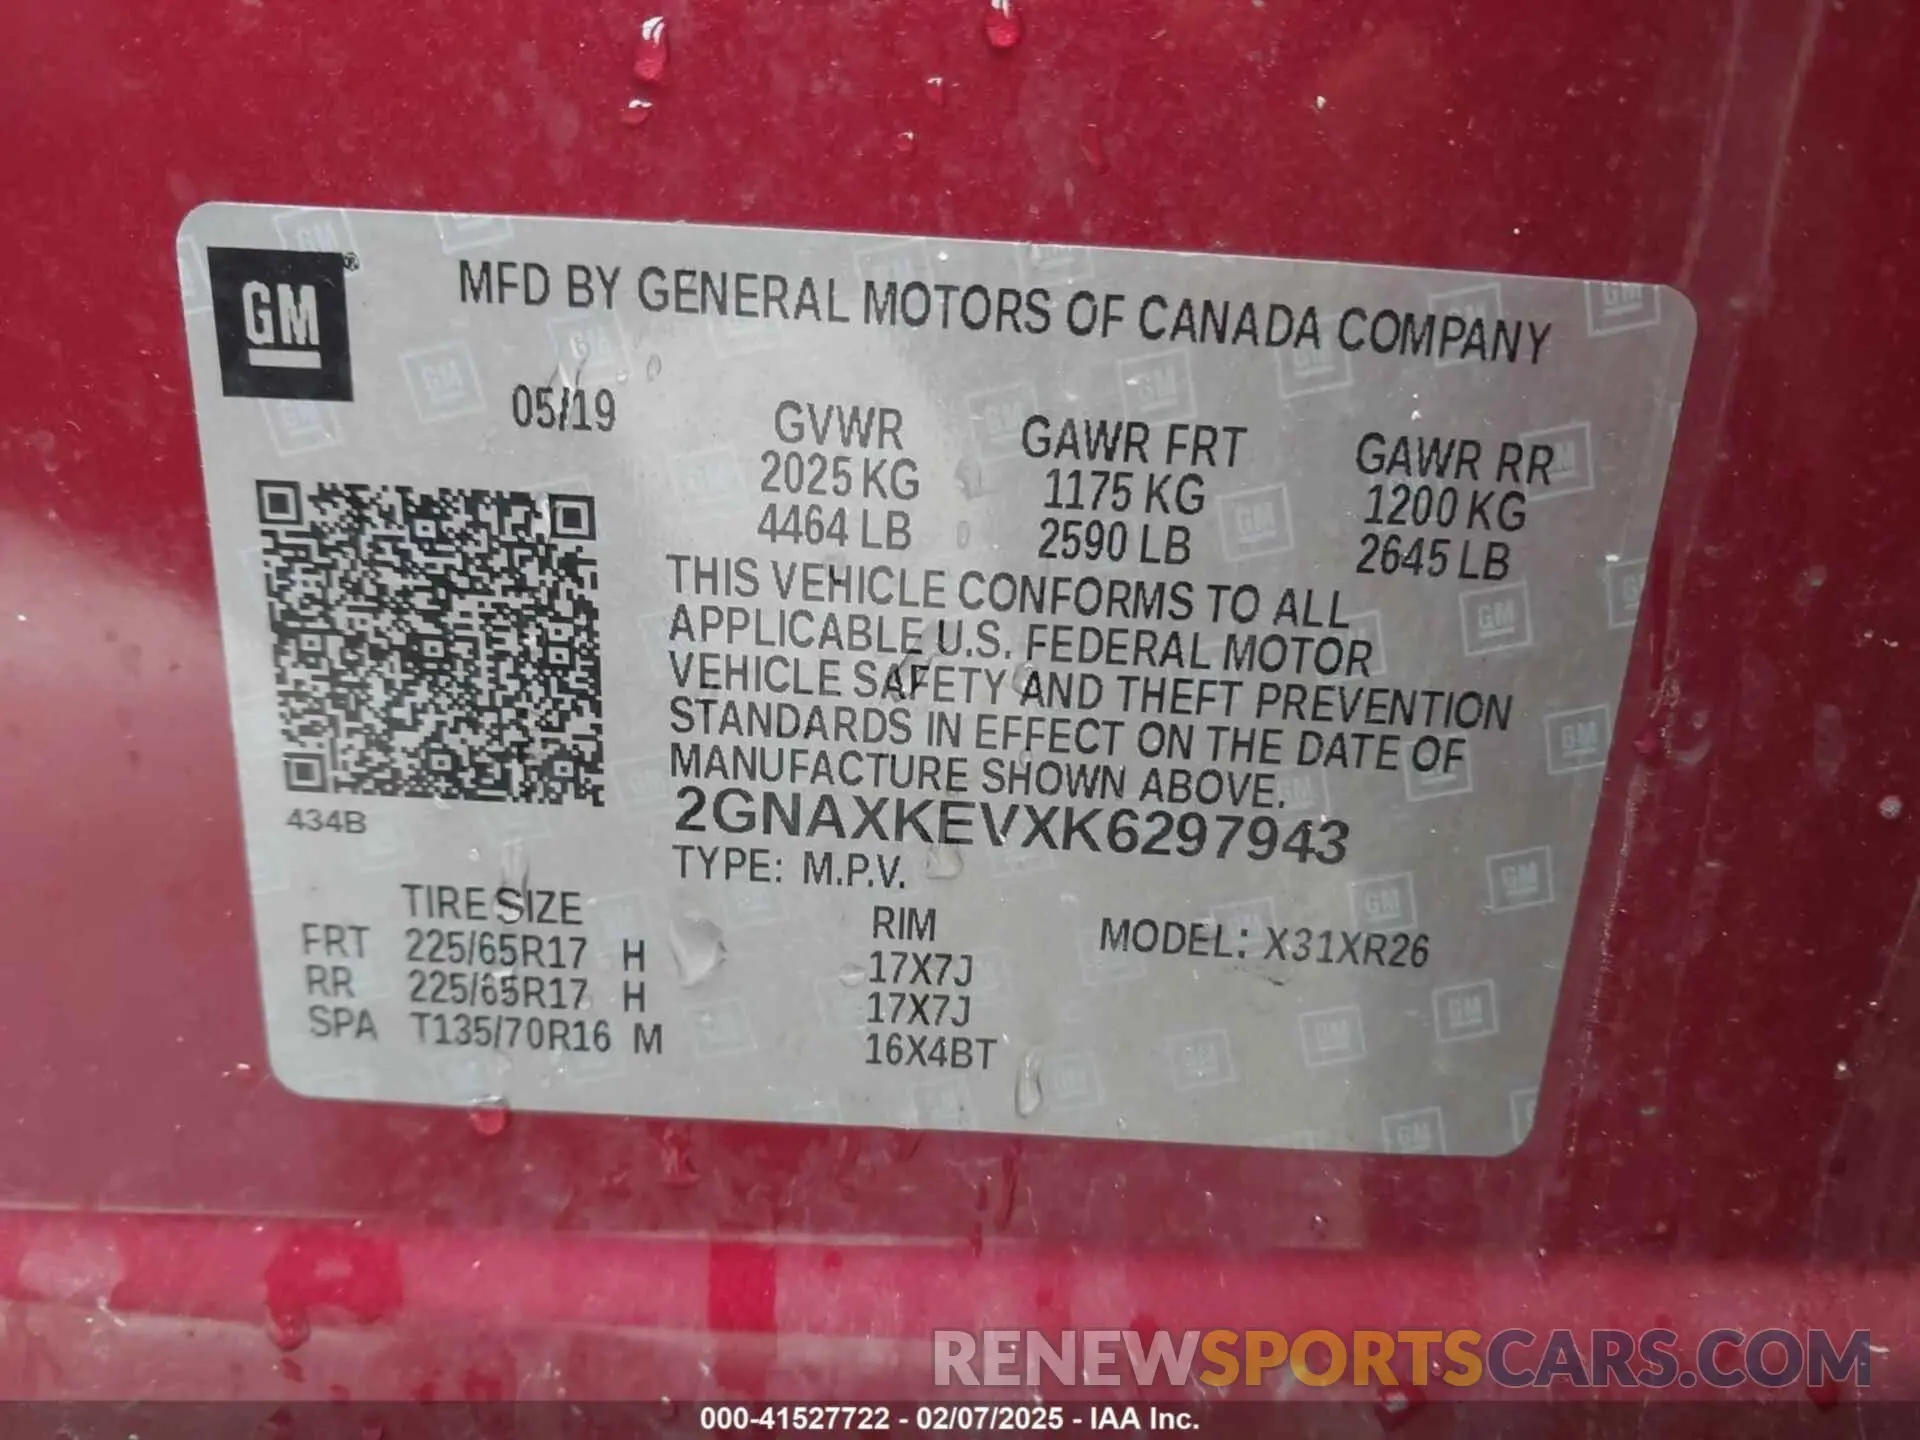 GM®
MFD BY GENERAL MOTORS OF CANADA COMPANY
05/19
GVWR GAWR FRT GAWR RR
2025 KG 1175 KG 1200 KG
4464 LB 2590 LB 2645 LB
THIS VEHICLE CONFORMS TO ALL
APPLICABLE U.S. FEDERAL MOTOR
VEHICLE SAFETY AND THEFT PREVENTION
STANDARDS IN EFFECT ON THE DATE OF
MANUFACTURE SHOWN ABOVE.
2GNAXKEVXK6297943
434B
TYPE: M.P.V.
TIRE SIZE RIM MODEL: X31XR26
FRT 225/65R17 H 17X7J
RR 225/65R17 H 17X7J
SPA T135/70R16 M 16X4BT
RENEWSPORTSCARS.COM
000-41527722 - 02/07/2025 - IAA Inc.